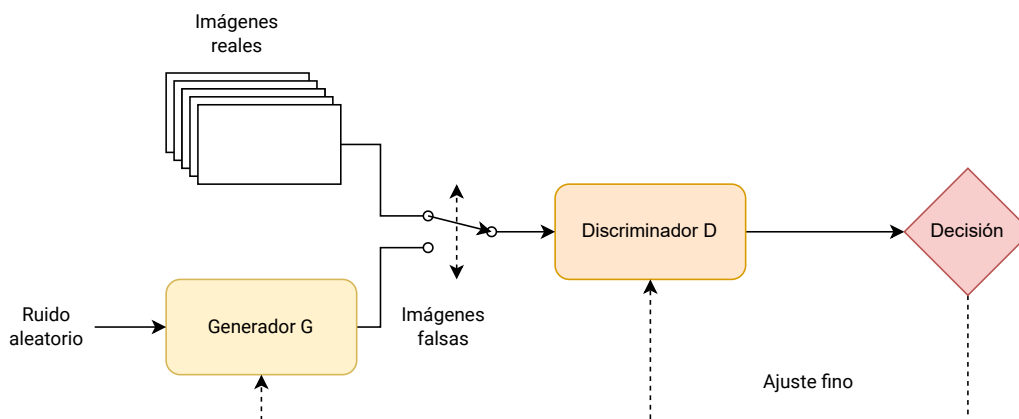 Imágenes
reales
Discriminador D
Decisión
Ruido
aleatorio
Generador G
Imágenes
falsas
Ajuste fino